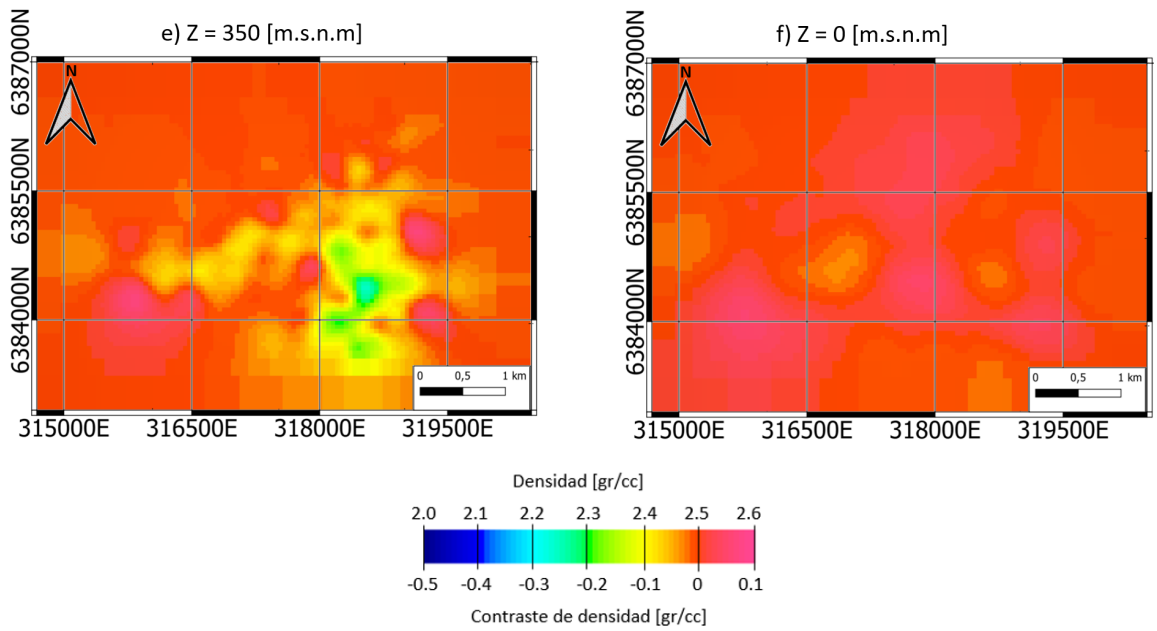 e) Z = 350 [m.s.n.m]
f) Z = 0 [m.s.n.m]
6387000N
6385500N
6384000N
N
0 0,5 1 km
315000E 316500E 318000E 319500E
6387000N
6385500N
6384000N
N
0 0,5 1 km
315000E 316500E 318000E 319500E
Densidad [gr/cc]
2.0 2.1 2.2 2.3 2.4 2.5 2.6
-0.5 -0.4 -0.3 -0.2 -0.1 0 0.1
Contraste de densidad [gr/cc]